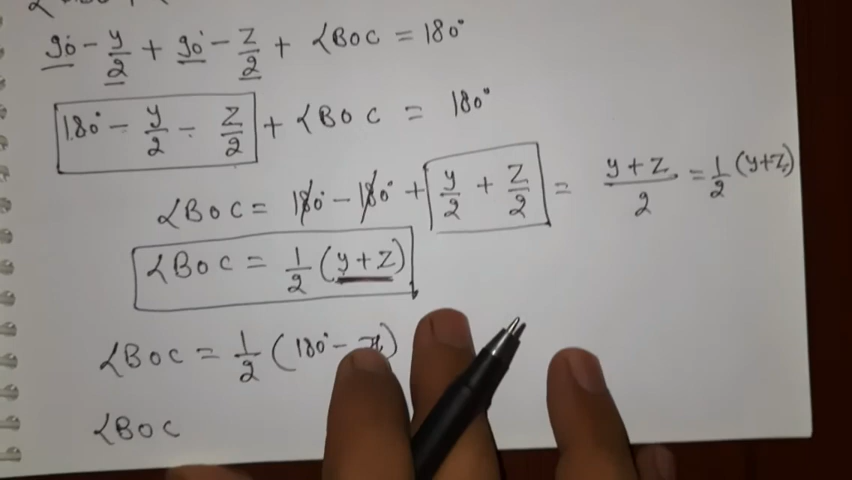 90° - y/2 + 90° - z/2 + ∠BOC = 180°
180° - y/2 - z/2 + ∠BOC = 180°
∠BOC = 180° - 180° + y/2 + z/2 = y+z/2 = 1/2 (y+z)
∠BOC = 1/2 (y+z)
∠BOC = 1/2 (180° - x)
∠BOC